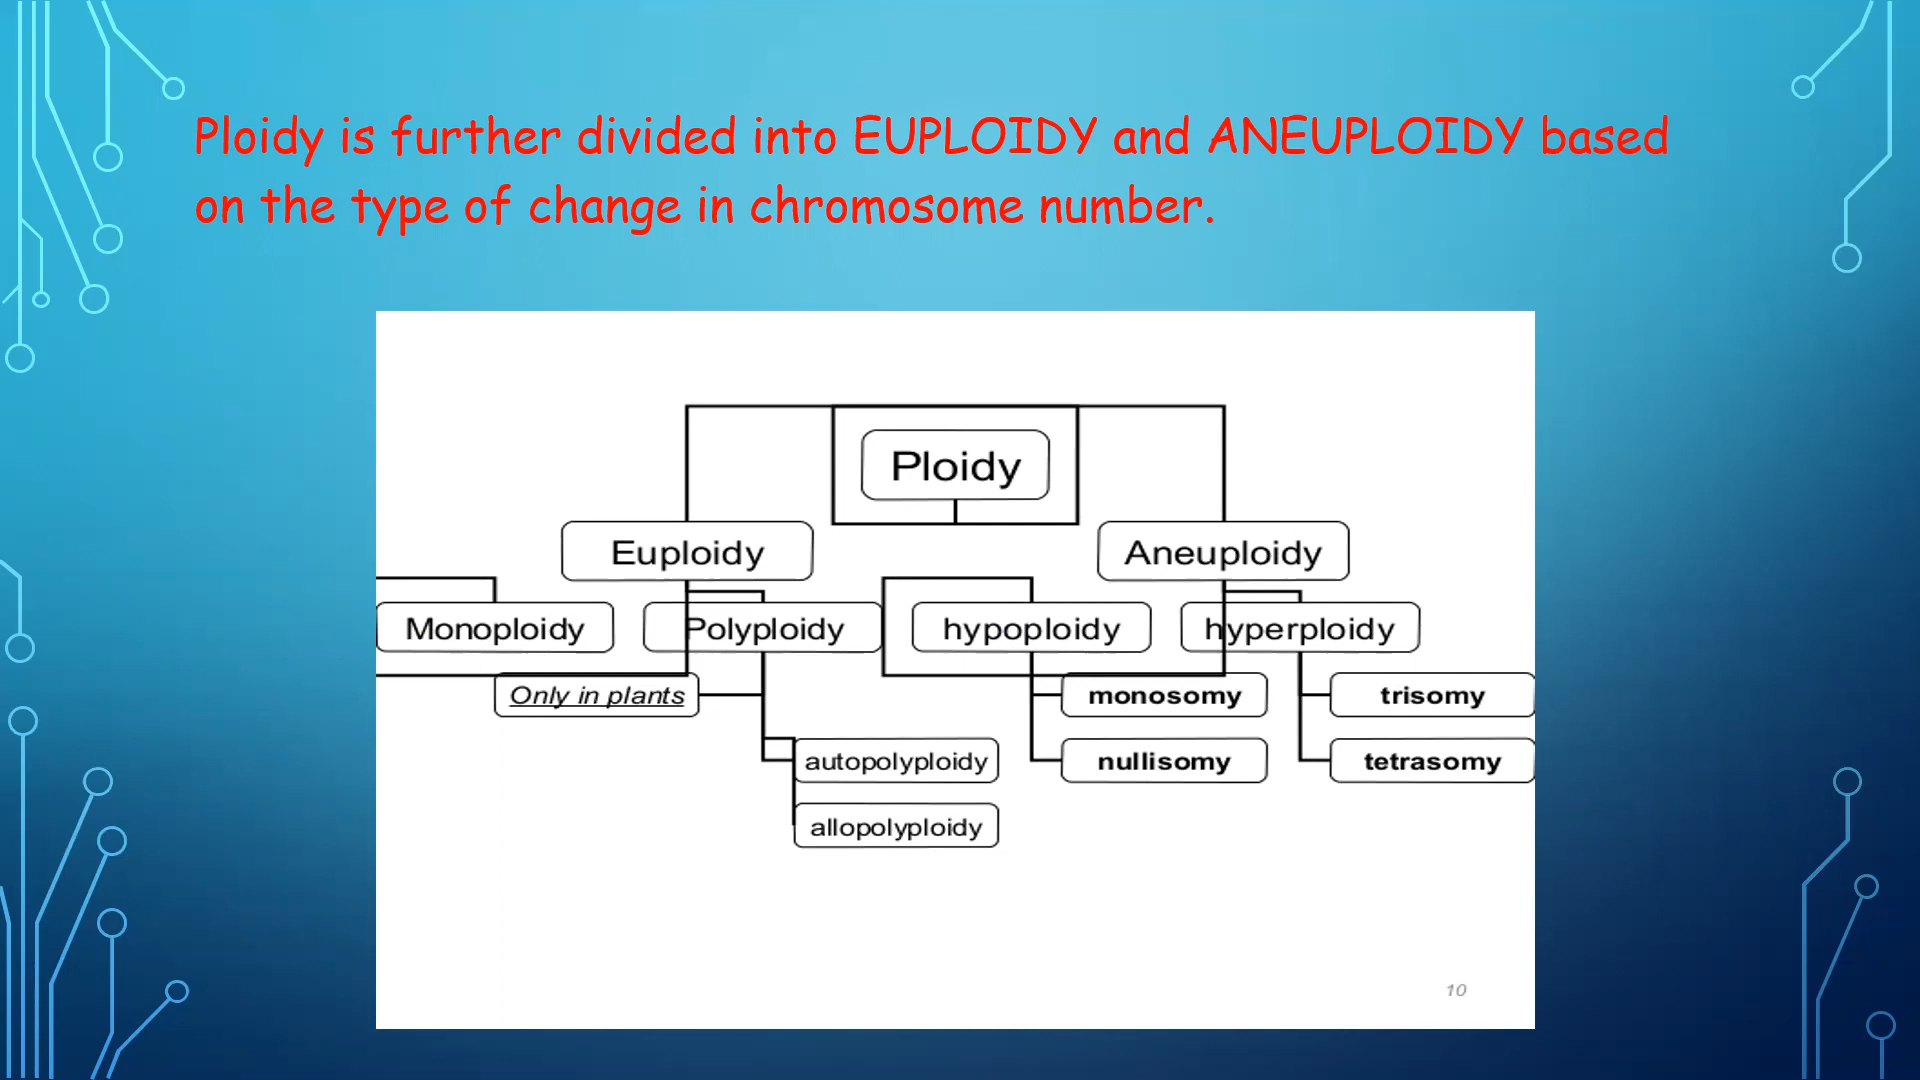 Ploidy is further divided into EUPLOIDY and ANEUPLOIDY based
on the type of change in chromosome number.
Ploidy
Euploidy
Aneuploidy
Monoploidy
Polyploidy
hypoploidy
hyperploidy
Only in plants
monosomy
trisomy
autopolyploidy
nullisomy
tetrasomy
allopolyploidy
10